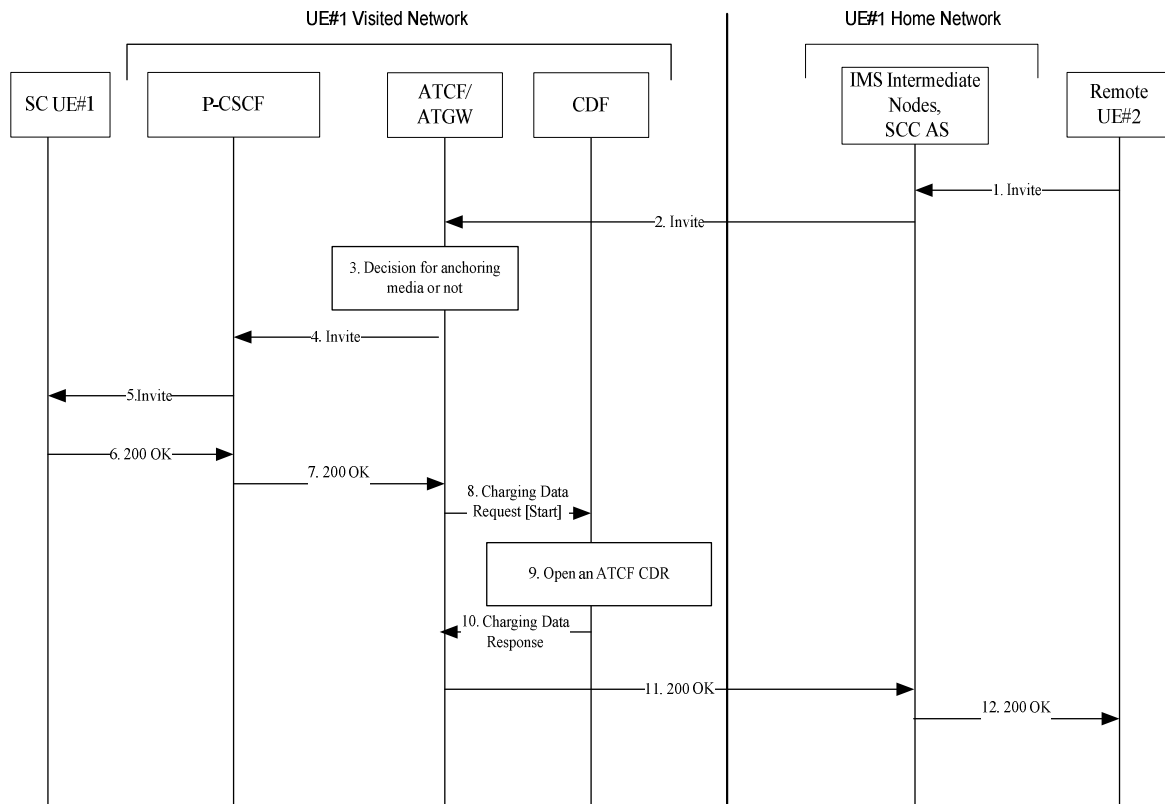 UE#1 Visited Network
UE#1 Home Network
SC UE#1
P-CSCF
ATCF/
ATGW
CDF
IMS Intermediate
Nodes,
SCC AS
Remote
UE#2
1. Invite
2. Invite
3. Decision for anchoring
media or not
4. Invite
5.Invite
6. 200 OK
7. 200 OK
8. Charging Data
Request [Start]
9. Open an ATCF CDR
10. Charging Data
Response
11. 200 OK
12. 200 OK